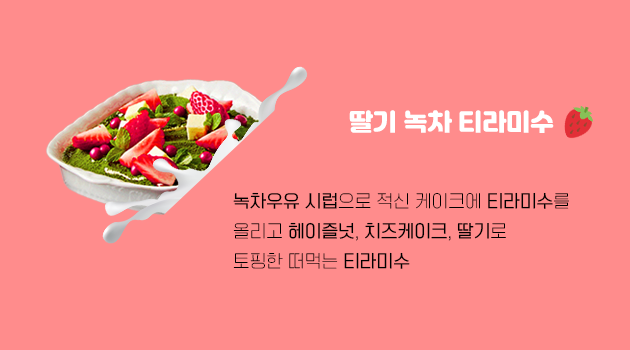 딸기 녹차 티라미수
녹차우유 시럽으로 적신 케이크에 티라미수를
올리고 헤이즐넛, 치즈케이크, 딸기로
토핑한 떠먹는 티라미수